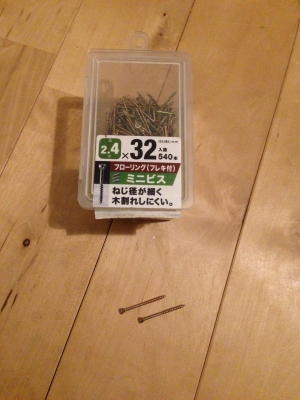 2.4×32 入数 540本
フローリング(フレキ付)
ミニビス
ねじ径が細く
木割れしにくい。